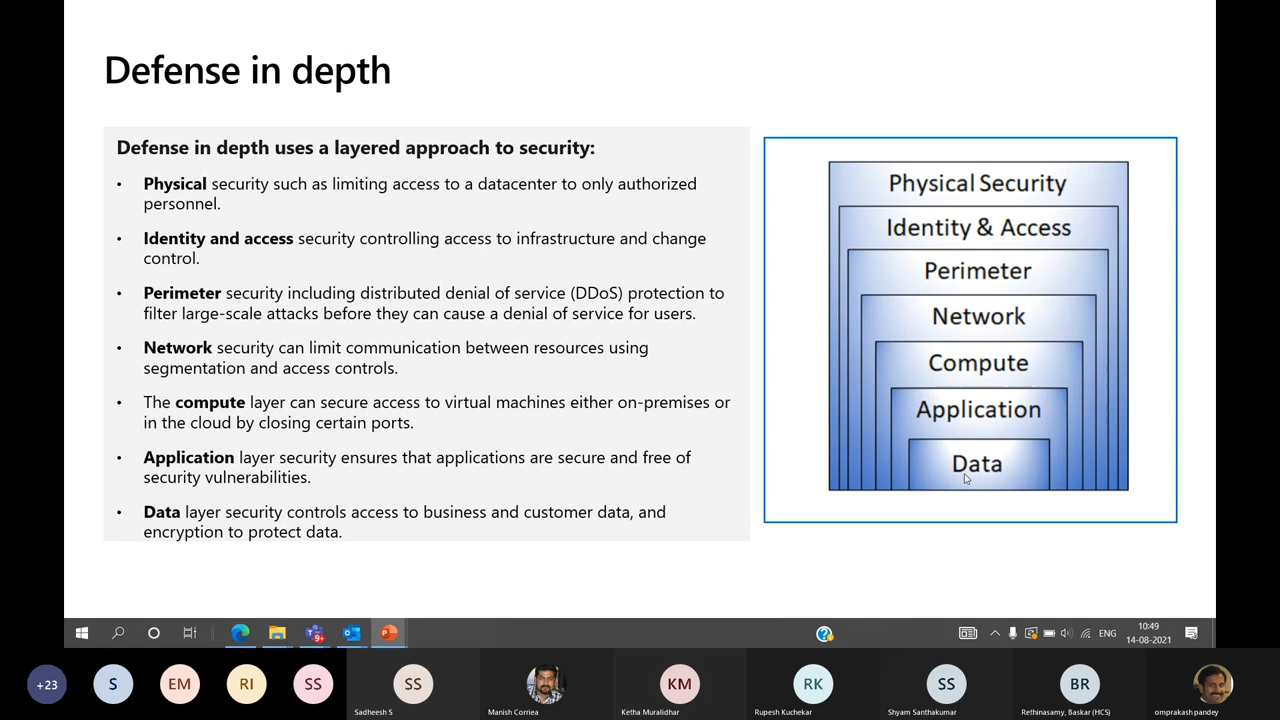 Defense in depth
Defense in depth uses a layered approach to security:
• Physical security such as limiting access to a datacenter to only authorized
personnel.
• Identity and access security controlling access to infrastructure and change
control.
• Perimeter security including distributed denial of service (DDoS) protection to
filter large-scale attacks before they can cause a denial of service for users.
• Network security can limit communication between resources using
segmentation and access controls.
• The compute layer can secure access to virtual machines either on-premises or
in the cloud by closing certain ports.
• Application layer security ensures that applications are secure and free of
security vulnerabilities.
• Data layer security controls access to business and customer data, and
encryption to protect data.
Physical Security
Identity & Access
Perimeter
Network
Compute
Application
Data
9+
ENG
10:49
14-08-2021
+23
S
EM
RI
SS
SS
KM
RK
SS
BR
Sadheesh S
Manish Corriea
Ketha Muralidhar
Rupesh Kuchekar
Shyam Santhakumar
Rethinasamy, Baskar (HCS)
omprakash pandey